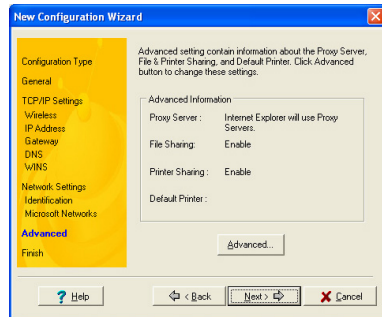 New Configuration Wizard
Configuration Type
General
TCP/IP Settings
Wireless
IP Address
Gateway
DNS
WINS
Network Settings
Identification
Microsoft Networks
Advanced
Finish
Advanced setting contain information about the Proxy Server,
File & Printer Sharing, and Default Printer. Click Advanced
button to change these settings.
Advanced Information
Proxy Server : Internet Explorer will use Proxy
Servers.
File Sharing: Enable
Printer Sharing : Enable
Default Printer :
Advanced...
? Help
< Back
Next >
Cancel